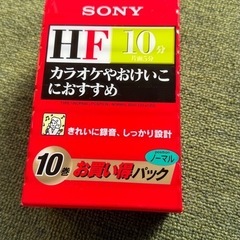 SONY
HF 10分
カラオケやおけいこ
におすすめ
きれいに録音、しっかり設計
ノーマル
10巻 お買い得パック